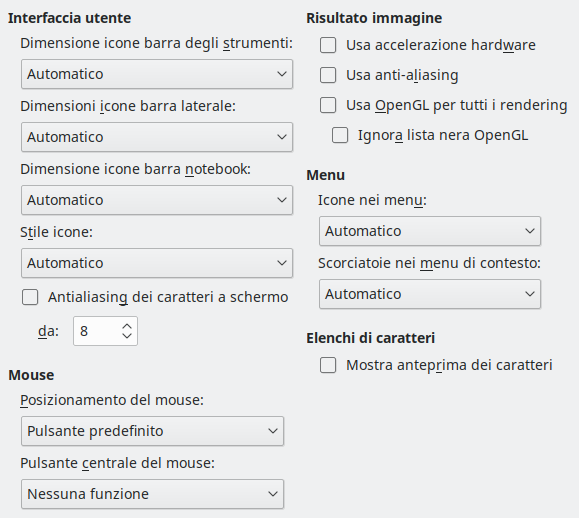 Interfaccia utente
Dimensione icone barra degli strumenti:
Automatico
Dimensioni icone barra laterale:
Automatico
Dimensione icone barra notebook:
Automatico
Stile icone:
Automatico
Antialiasing dei caratteri a schermo
da: 8
Mouse
Posizionamento del mouse:
Pulsante predefinito
Pulsante centrale del mouse:
Nessuna funzione
Risultato immagine
Usa accelerazione hardware
Usa anti-aliasing
Usa OpenGL per tutti i rendering
Ignora lista nera OpenGL
Menu
Icone nei menu:
Automatico
Scorciatoie nei menu di contesto:
Automatico
Elenchi di caratteri
Mostra anteprima dei caratteri